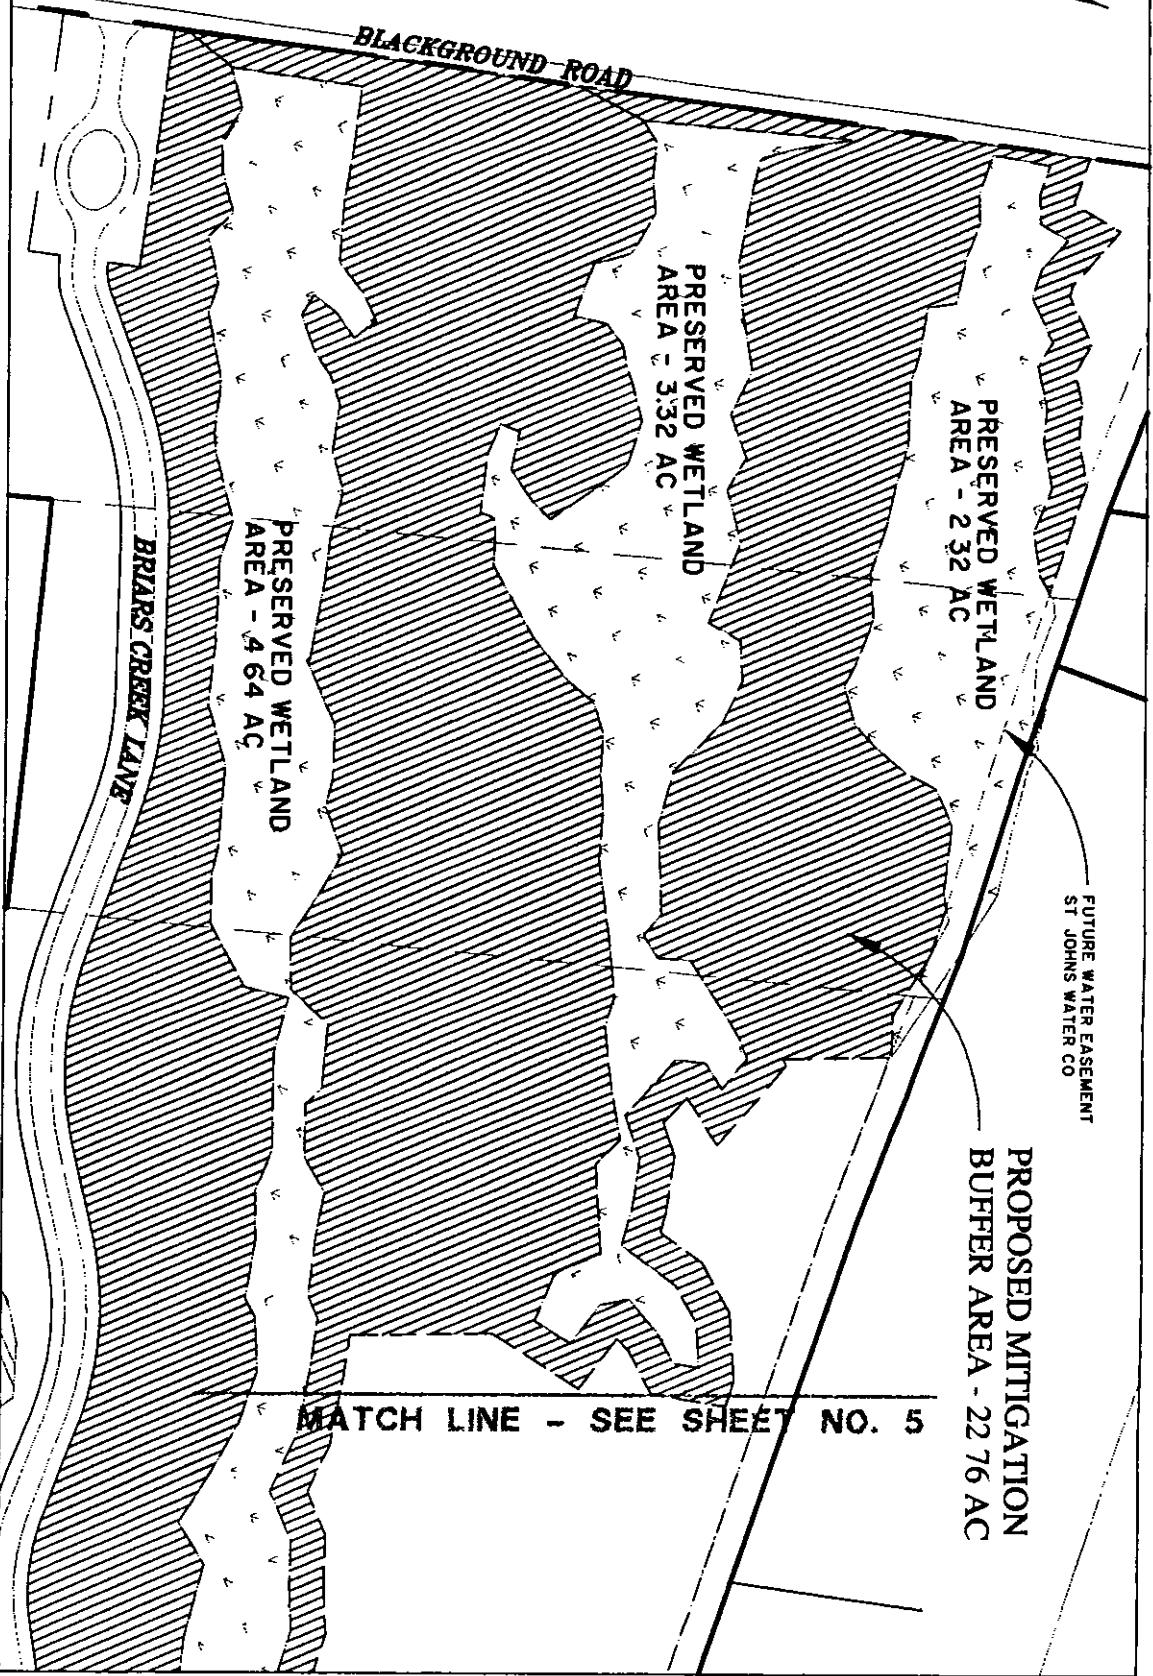 BLACKGROUND ROAD
PRESERVED WETLAND
AREA - 2 32 AC
PRESERVED WETLAND
AREA - 3.32 AC
PRESERVED WETLAND
AREA - 4 64 AC
BRIARS CREEK LANE
FUTURE WATER EASEMENT
ST JOHNS WATER CO
PROPOSED MITIGATION
BUFFER AREA - 22 76 AC
MATCH LINE - SEE SHEET NO. 5